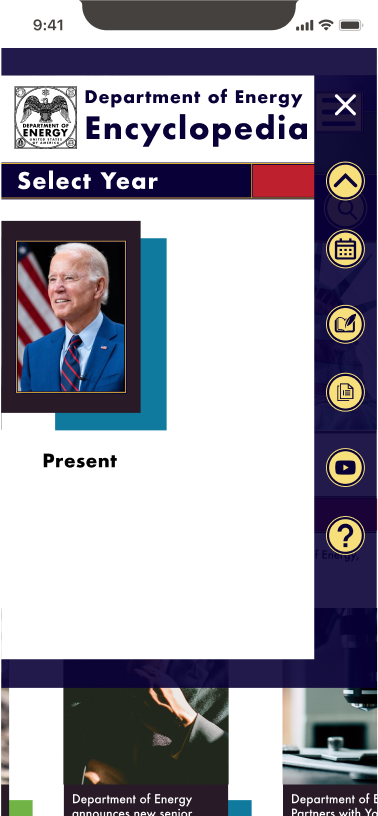 9:41
DEPARTMENT OF
ENERGY
UNITED STATES
OF AMERICA
Department of Energy
Encyclopedia
Select Year
Present
?
f Energy,
Department of Energy
announces new senior
Department of E
Partners with Yo